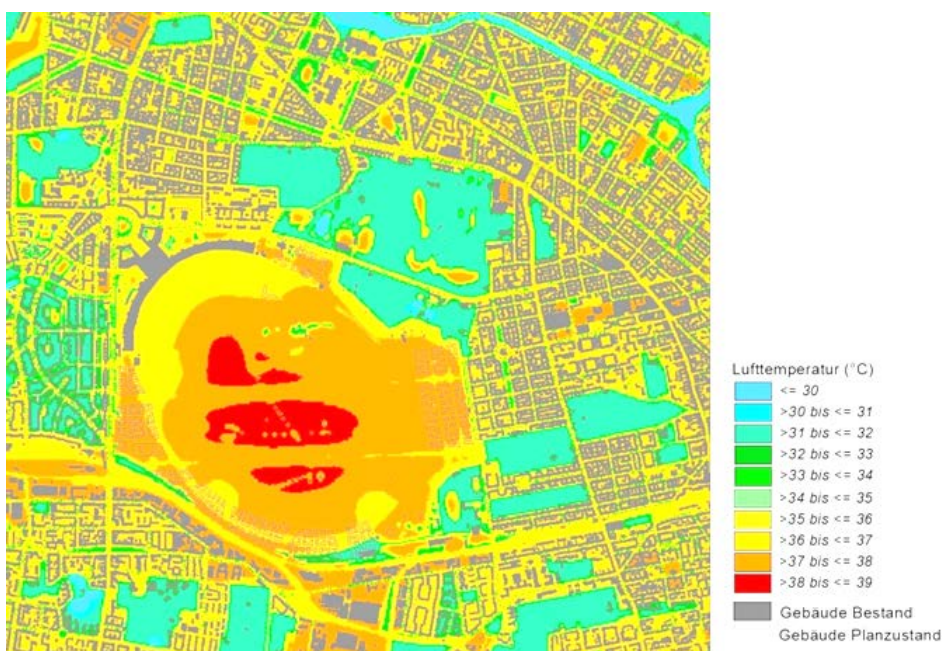 Lufttemperatur (°C)
<= 30
>30 bis <= 31
>31 bis <= 32
>32 bis <= 33
>33 bis <= 34
>34 bis <= 35
>35 bis <= 36
>36 bis <= 37
>37 bis <= 38
>38 bis <= 39
Gebäude Bestand
Gebäude Planzustand